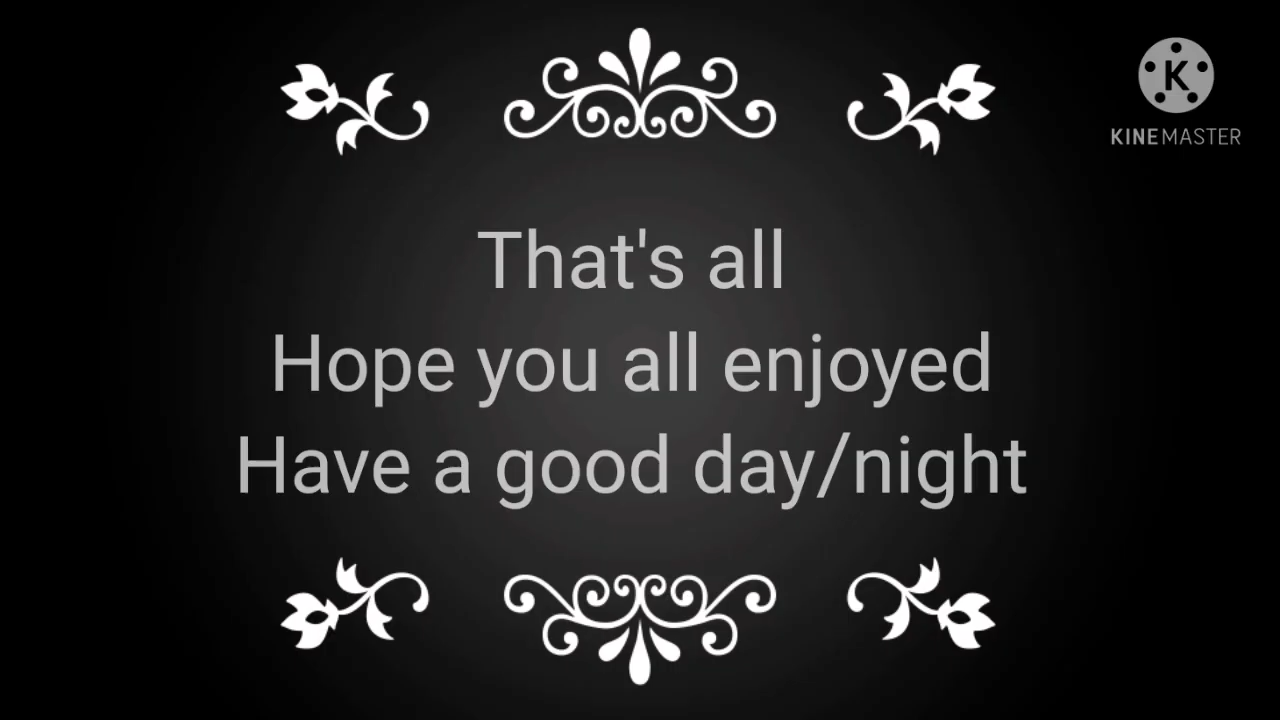 K
KINEMASTER
That's all
Hope you all enjoyed
Have a good day/night